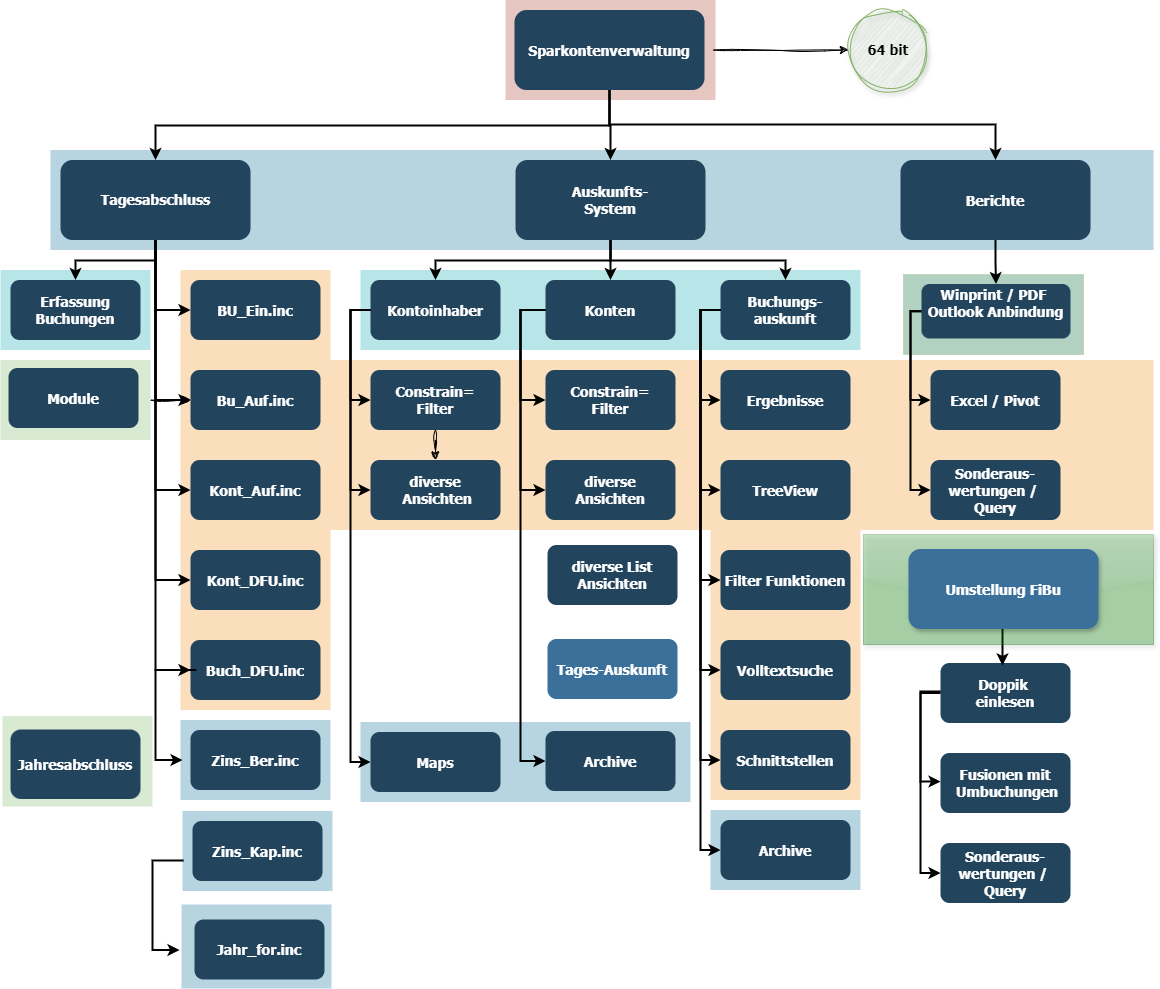 Sparkontenverwaltung
64 bit
Tagesabschluss
Auskunfts-
System
Berichte
Erfassung
Buchungen
BU_Ein.inc
Kontoinhaber
Konten
Buchungs-
auskunft
Winprint / PDF
Outlook Anbindung
Module
Bu_Auf.inc
Constrain=
Filter
Constrain=
Filter
Ergebnisse
Excel / Pivot
Kont_Auf.inc
diverse
Ansichten
diverse
Ansichten
TreeView
Sonderaus-
wertungen /
Query
Kont_DFU.inc
diverse List
Ansichten
Filter Funktionen
Umstellung FiBu
Buch_DFU.inc
Tages-Auskunft
Volltextsuche
Doppik
einlesen
Jahresabschluss
Zins_Ber.inc
Maps
Archive
Schnittstellen
Fusionen mit
Umbuchungen
Zins_Kap.inc
Archive
Sonderaus-
wertungen /
Query
Jahr_for.inc